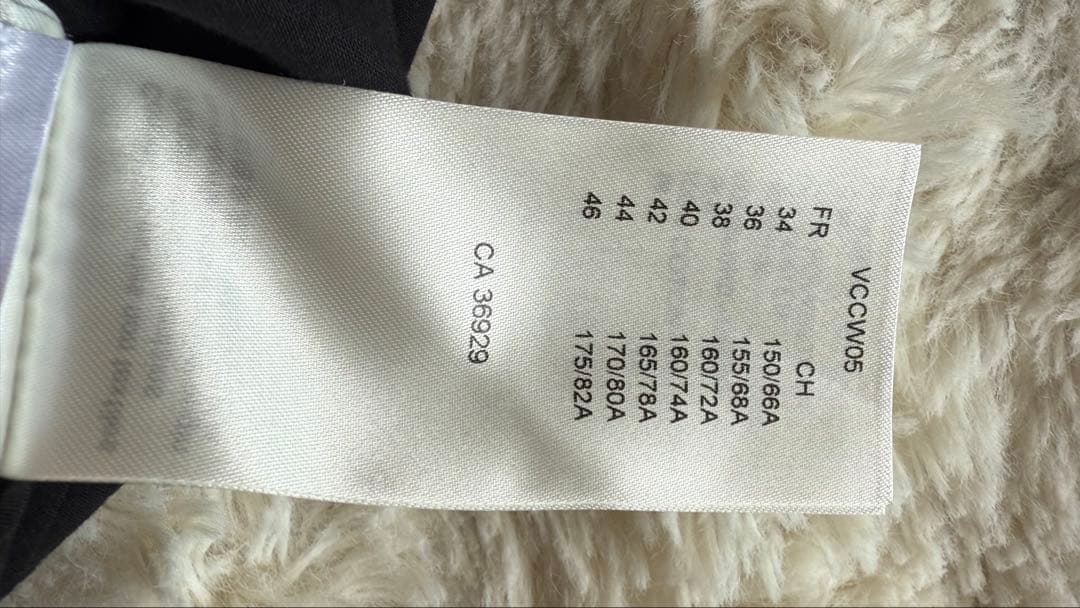 VCCW05
FR CH
34 150/66A
36 155/68A
38 160/72A
40 160/74A
42 165/78A
44 170/80A
46 175/82A
CA 36929